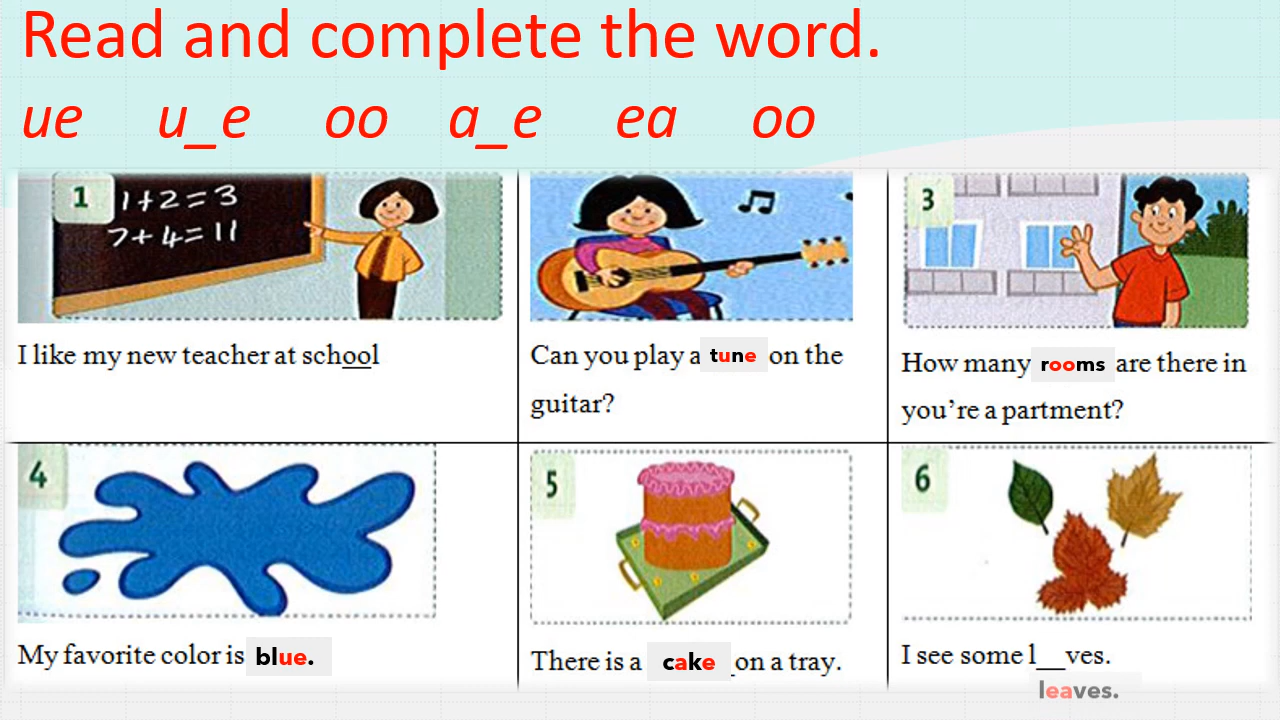 Read and complete the word.
ue u_e oo a_e ea oo
1
1+2=3
7+4=11
I like my new teacher at school
Can you play a tune on the
guitar?
3
How many rooms are there in
you're a partment?
4
My favorite color is blue.
5
There is a cake _on a tray.
6
I see some l__ves.
leaves.